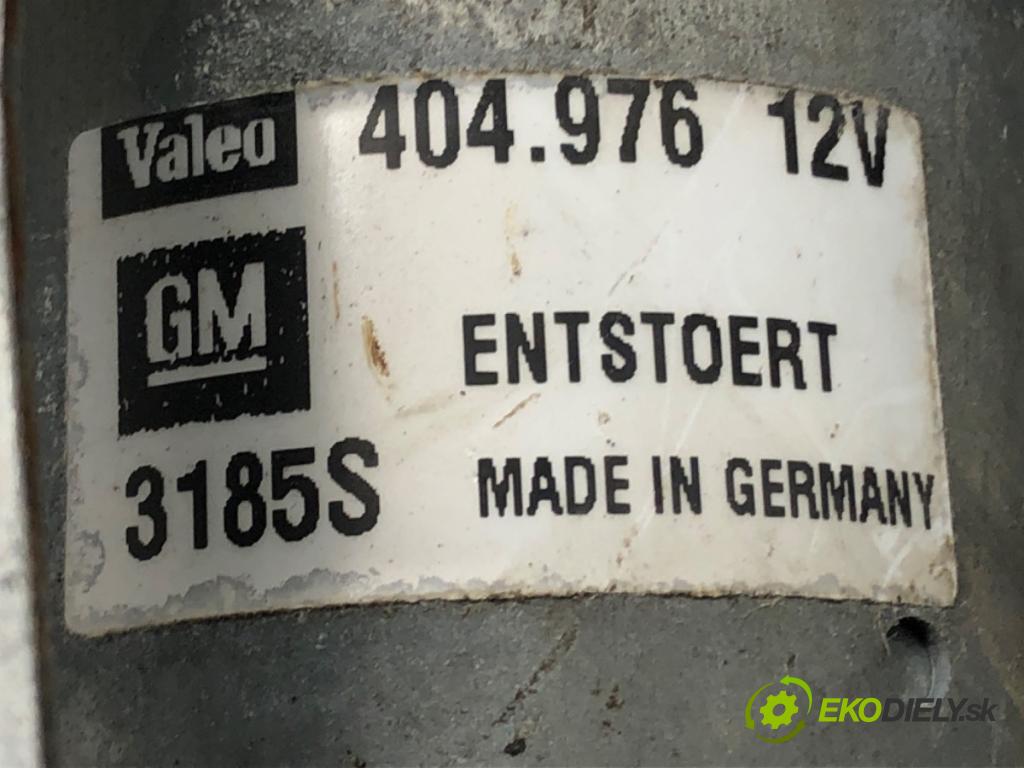 Valeo 404.976 12V
GM
ENTSTOERT
3185S MADE IN GERMANY
EKODIELY.sk